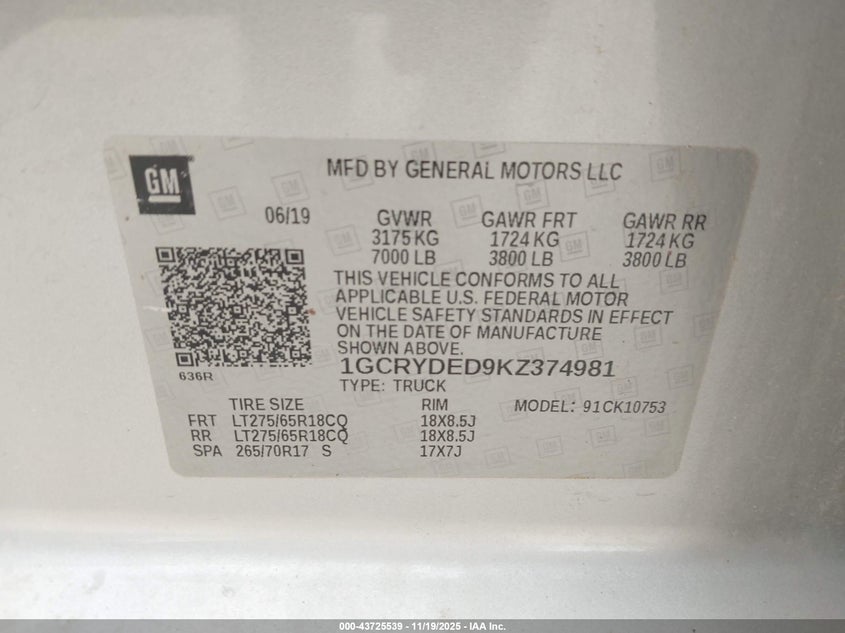 GM
MFD BY GENERAL MOTORS LLC
06/19 GVWR GAWR FRT GAWR RR
3175 KG 1724 KG 1724 KG
7000 LB 3800 LB 3800 LB
THIS VEHICLE CONFORMS TO ALL
APPLICABLE U.S. FEDERAL MOTOR
VEHICLE SAFETY STANDARDS IN EFFECT
ON THE DATE OF MANUFACTURE
SHOWN ABOVE.
636R
1GCRYDED9KZ374981
TYPE: TRUCK
TIRE SIZE RIM MODEL: 91CK10753
FRT LT275/65R18CQ 18X8.5J
RR LT275/65R18CQ 18X8.5J
SPA 265/70R17 S 17X7J
000-43725539 - 11/19/2025 - IAA Inc.